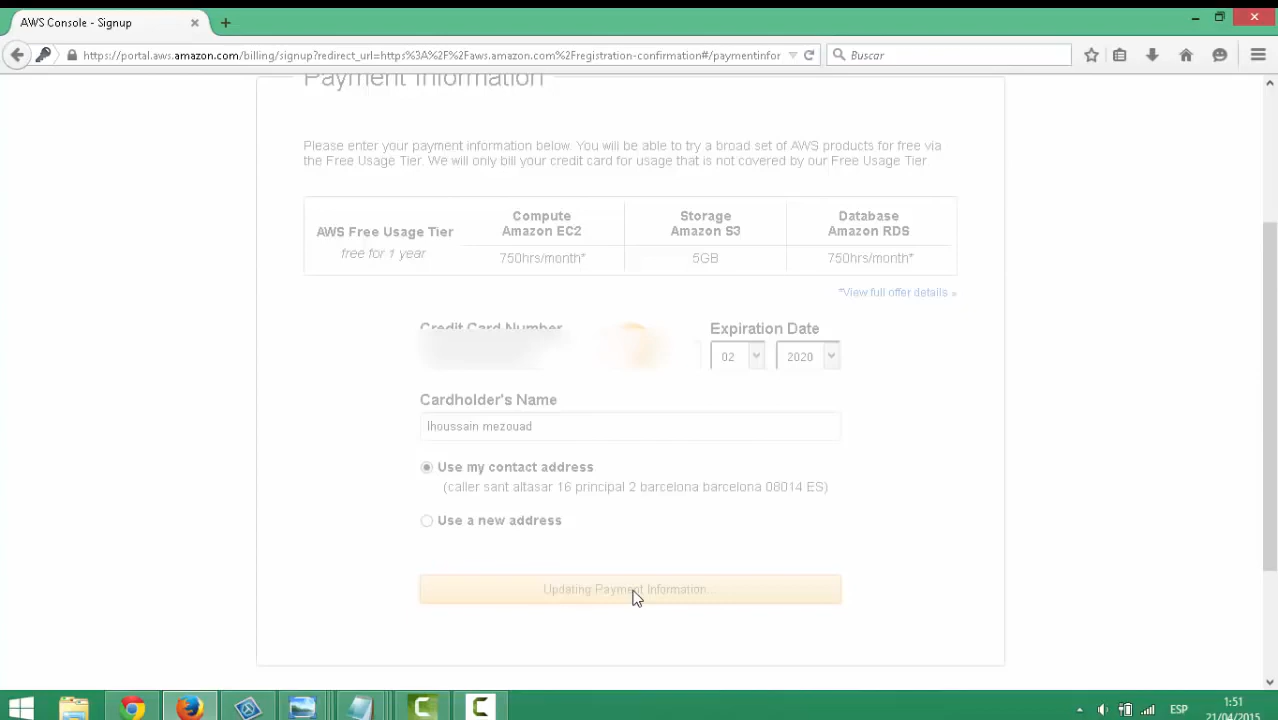 AWS Console - Signup
https://portal.aws.amazon.com/billing/signup?redirect_url=https%3A%2F%2Faws.amazon.com%2Fregistration-confirmation#/paymentinfor
Buscar
Payment Information
Please enter your payment information below. You will be able to try a broad set of AWS products for free via
the Free Usage Tier. We will only bill your credit card for usage that is not covered by our Free Usage Tier
AWS Free Usage Tier
free for 1 year
Compute
Amazon EC2
750hrs/month*
Storage
Amazon S3
5GB
Database
Amazon RDS
750hrs/month*
*View full offer details »
Credit Card Number
Expiration Date
02
2020
Cardholder's Name
lhoussain mezouad
Use my contact address
(caller sant altasar 16 principal 2 barcelona barcelona 08014 ES)
Use a new address
Updating Payment Information...
ESP
1:51
21/04/2015